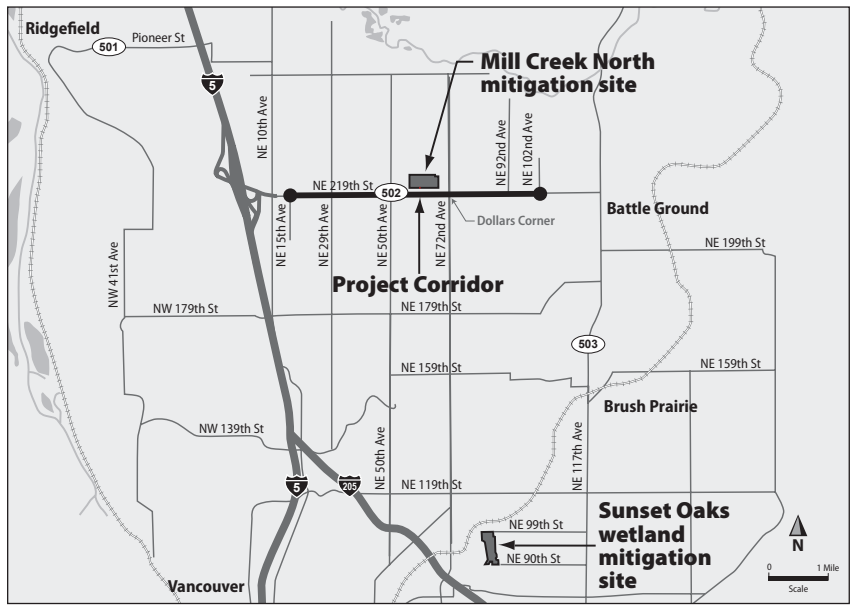 Ridgefield
501
Pioneer St
5
Mill Creek North
mitigation site
NE 10th Ave
NE 92nd Ave
NE 102nd Ave
NE 219th St
502
Battle Ground
Dollars Corner
NE 15th Ave
NE 29th Ave
NE 50th Ave
NE 72nd Ave
NW 41st Ave
NE 199th St
Project Corridor
NW 179th St
NE 179th St
503
NE 159th St
NE 159th St
Brush Prairie
NW 139th St
NE 50th Ave
NE 117th Ave
5
205
NE 119th St
Sunset Oaks
wetland
mitigation
site
NE 99th St
NE 90th St
Vancouver
N
0 1 Mile
Scale